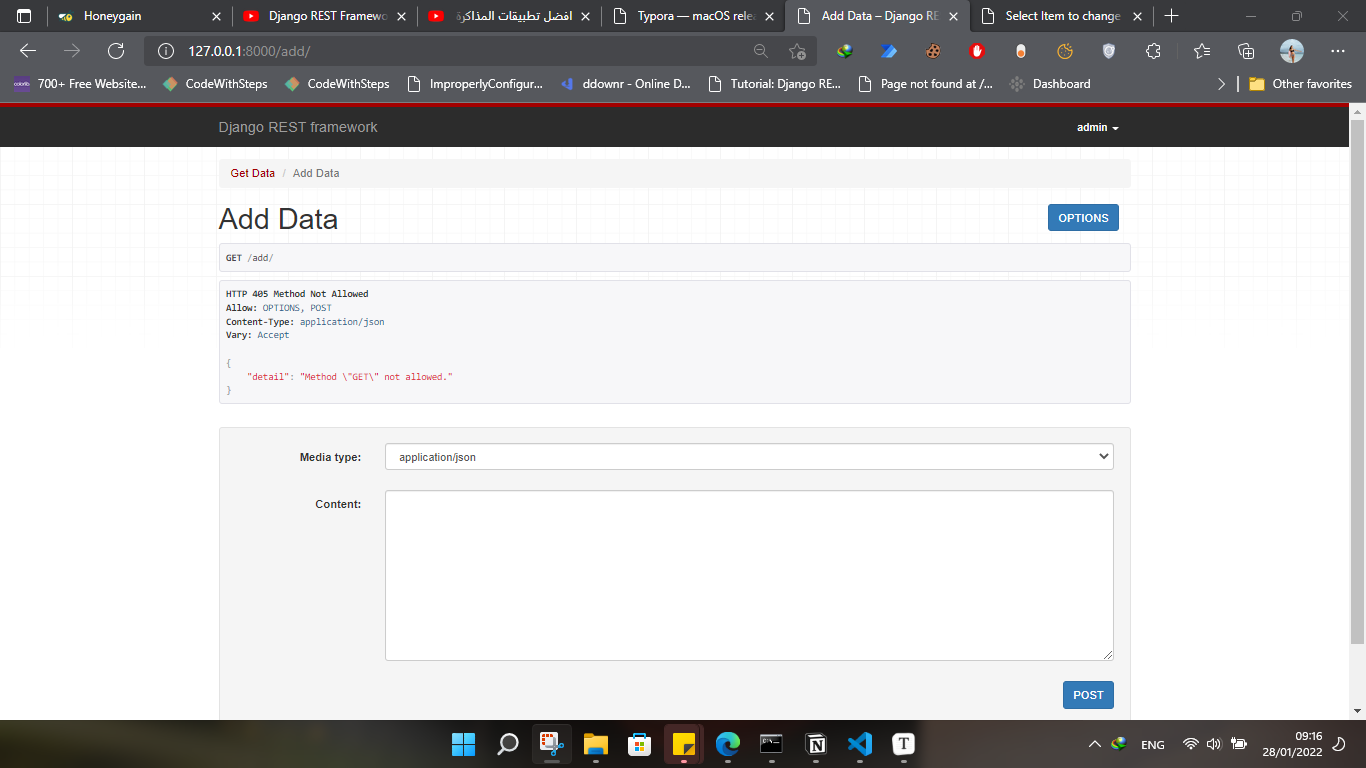 Honeygain
Django REST Framewo
افضل تطبيقات المذاكرة
Typora — macOS rele
Add Data – Django RE
Select Item to change
127.0.0.1:8000/add/
700+ Free Website...
CodeWithSteps
CodeWithSteps
ImproperlyConfigur...
ddownr - Online D...
Tutorial: Django RE...
Page not found at /...
Dashboard
Other favorites
Django REST framework
admin
Get Data / Add Data
Add Data
OPTIONS
GET /add/
HTTP 405 Method Not Allowed
Allow: OPTIONS, POST
Content-Type: application/json
Vary: Accept
{
"detail": "Method \"GET\" not allowed."
}
Media type:
application/json
Content:
POST
ENG
09:16
28/01/2022